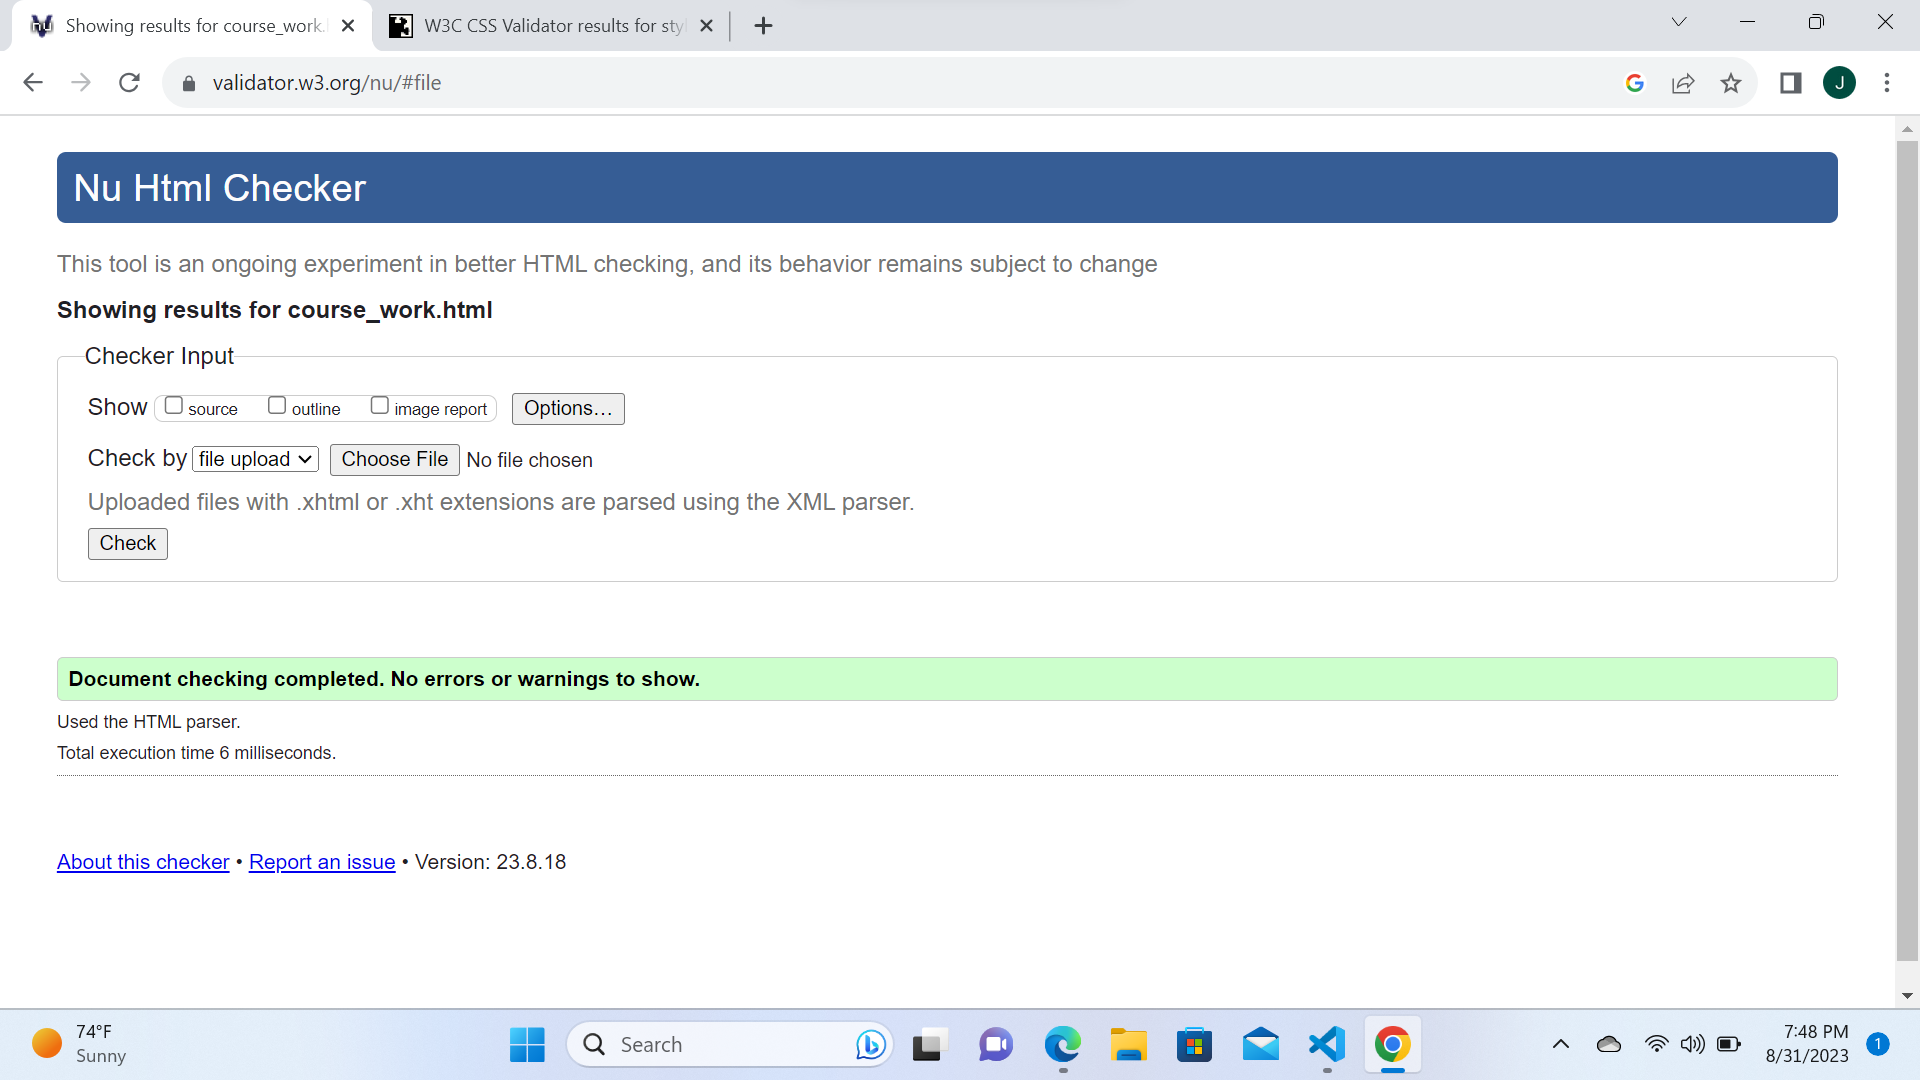 Showing results for course_work.
W3C CSS Validator results for sty
validator.w3.org/nu/#file
J
Nu Html Checker
This tool is an ongoing experiment in better HTML checking, and its behavior remains subject to change
Showing results for course_work.html
Checker Input
Show source outline image report Options...
Check by file upload Choose File No file chosen
Uploaded files with .xhtml or .xht extensions are parsed using the XML parser.
Check
Document checking completed. No errors or warnings to show.
Used the HTML parser.
Total execution time 6 milliseconds.
About this checker • Report an issue • Version: 23.8.18
74°F
Sunny
Search
7:48 PM
8/31/2023
1